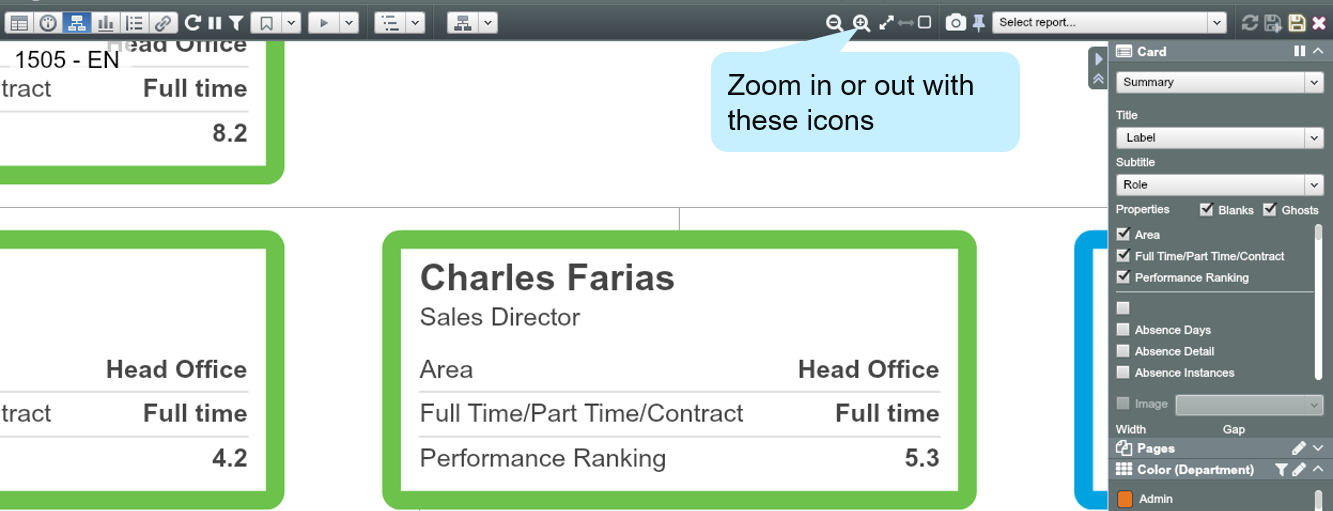 Select report...
1505 - EN
Head Office
tract Full time
8.2
Zoom in or out with
these icons
Head Office
tract Full time
4.2
Charles Farias
Sales Director
Area Head Office
Full Time/Part Time/Contract Full time
Performance Ranking 5.3
Card
Summary
Title
Label
Subtitle
Role
Properties Blanks Ghosts
Area
Full Time/Part Time/Contract
Performance Ranking
Absence Days
Absence Detail
Absence Instances
Image
Width Gap
Pages
Color (Department)
Admin